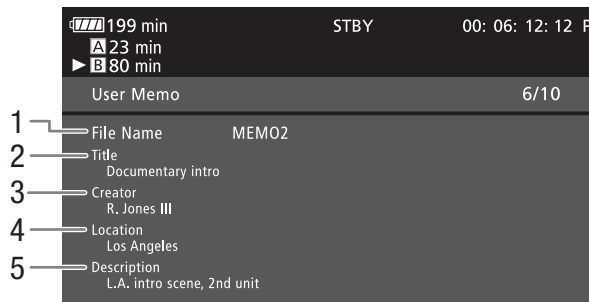 199 min STBY 00: 06: 12: 12 P
A 23 min
B 80 min
User Memo 6/10
1 File Name MEMO2
2 Title
Documentary intro
3 Creator
R. Jones III
4 Location
Los Angeles
5 Description
L.A. intro scene, 2nd unit